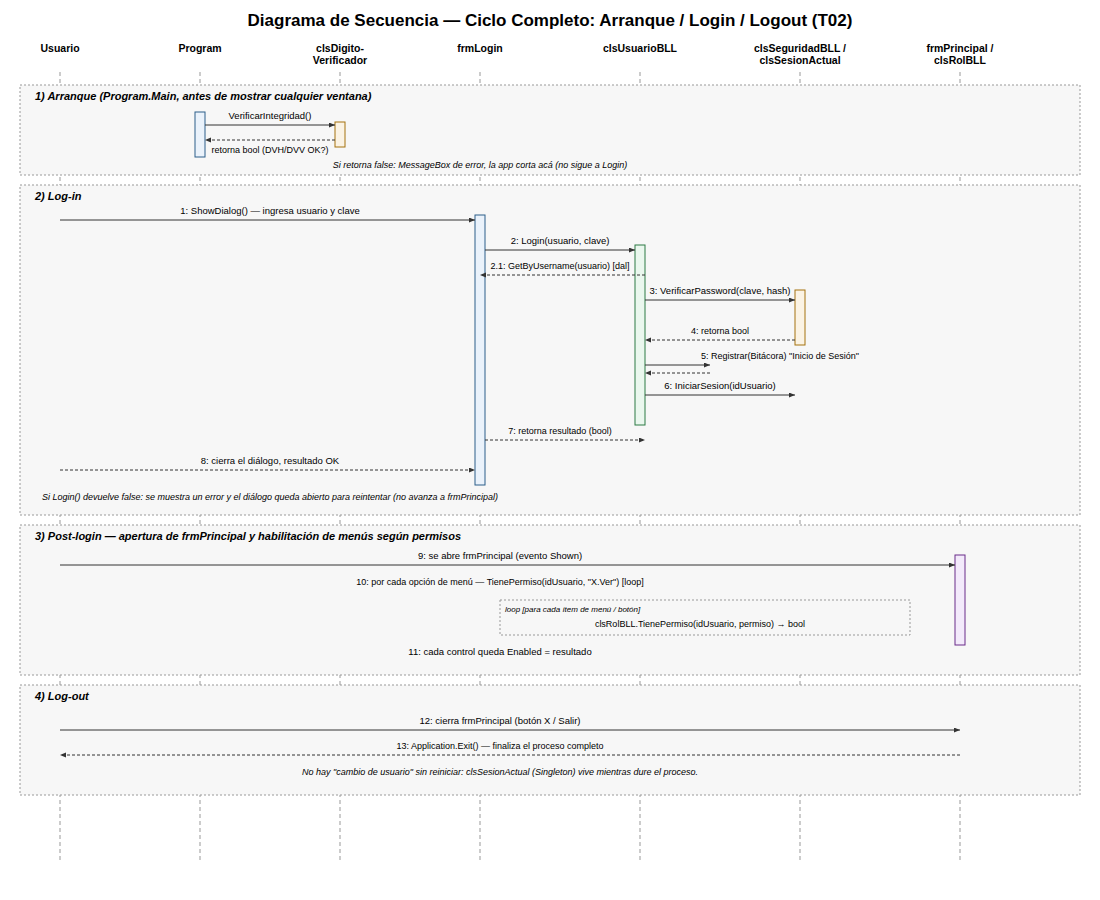 Diagrama de Secuencia — Ciclo Completo: Arranque / Login / Logout (T02)
Usuario
Program
clsDigito-
Verificador
frmLogin
clsUsuarioBLL
clsSeguridadBLL /
clsSesionActual
frmPrincipal /
clsRolBLL
1) Arranque (Program.Main, antes de mostrar cualquier ventana)
VerificarIntegridad()
retorna bool (DVH/DVV OK?)
Si retorna false: MessageBox de error, la app corta acá (no sigue a Login)
2) Log-in
1: ShowDialog() — ingresa usuario y clave
2: Login(usuario, clave)
2.1: GetByUsername(usuario) [dal]
3: VerificarPassword(clave, hash)
4: retorna bool
5: Registrar(Bitácora) "Inicio de Sesión"
6: IniciarSesion(idUsuario)
7: retorna resultado (bool)
8: cierra el diálogo, resultado OK
Si Login() devuelve false: se muestra un error y el diálogo queda abierto para reintentar (no avanza a frmPrincipal)
3) Post-login — apertura de frmPrincipal y habilitación de menús según permisos
9: se abre frmPrincipal (evento Shown)
10: por cada opción de menú — TienePermiso(idUsuario, "X.Ver") [loop]
loop [para cada ítem de menú / botón]
clsRolBLL.TienePermiso(idUsuario, permiso) → bool
11: cada control queda Enabled = resultado
4) Log-out
12: cierra frmPrincipal (botón X / Salir)
13: Application.Exit() — finaliza el proceso completo
No hay "cambio de usuario" sin reiniciar: clsSesionActual (Singleton) vive mientras dure el proceso.